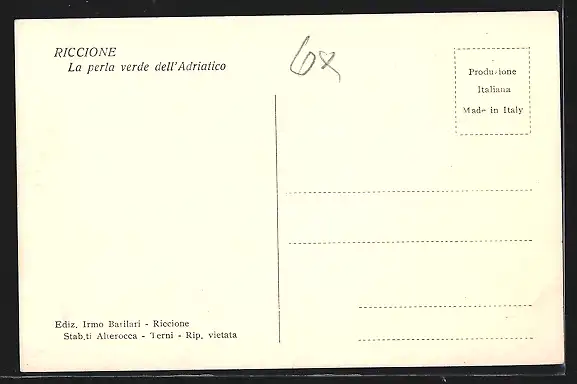 RICCIONE
La perla verde dell'Adriatico
6x
Produzione
Italiana
Made in Italy
Ediz. Irmo Barilari - Riccione
Stab.ti Alterocca - Terni - Rip. vietata